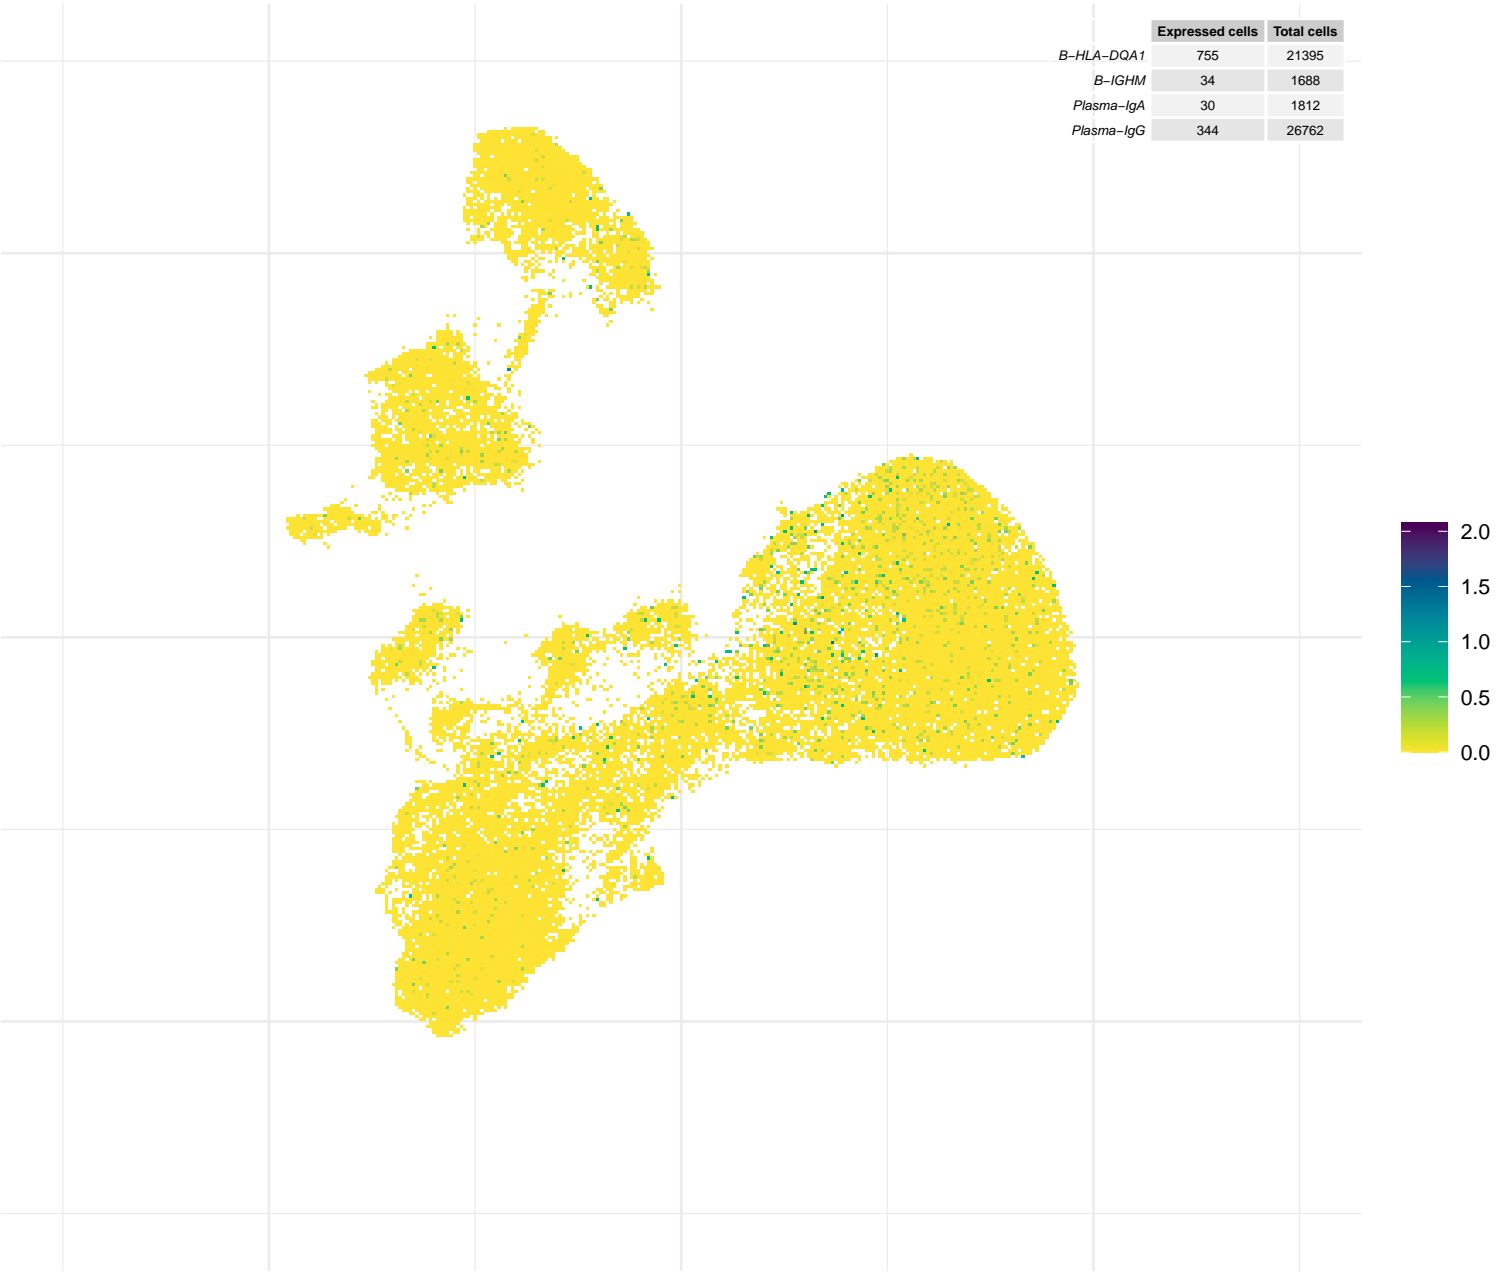 Expressed cells Total cells
B−HLA−DQA1 755 21395
B−IGHM 34 1688
Plasma−IgA 30 1812
Plasma−IgG 344 26762
2.0
1.5
1.0
0.5
0.0